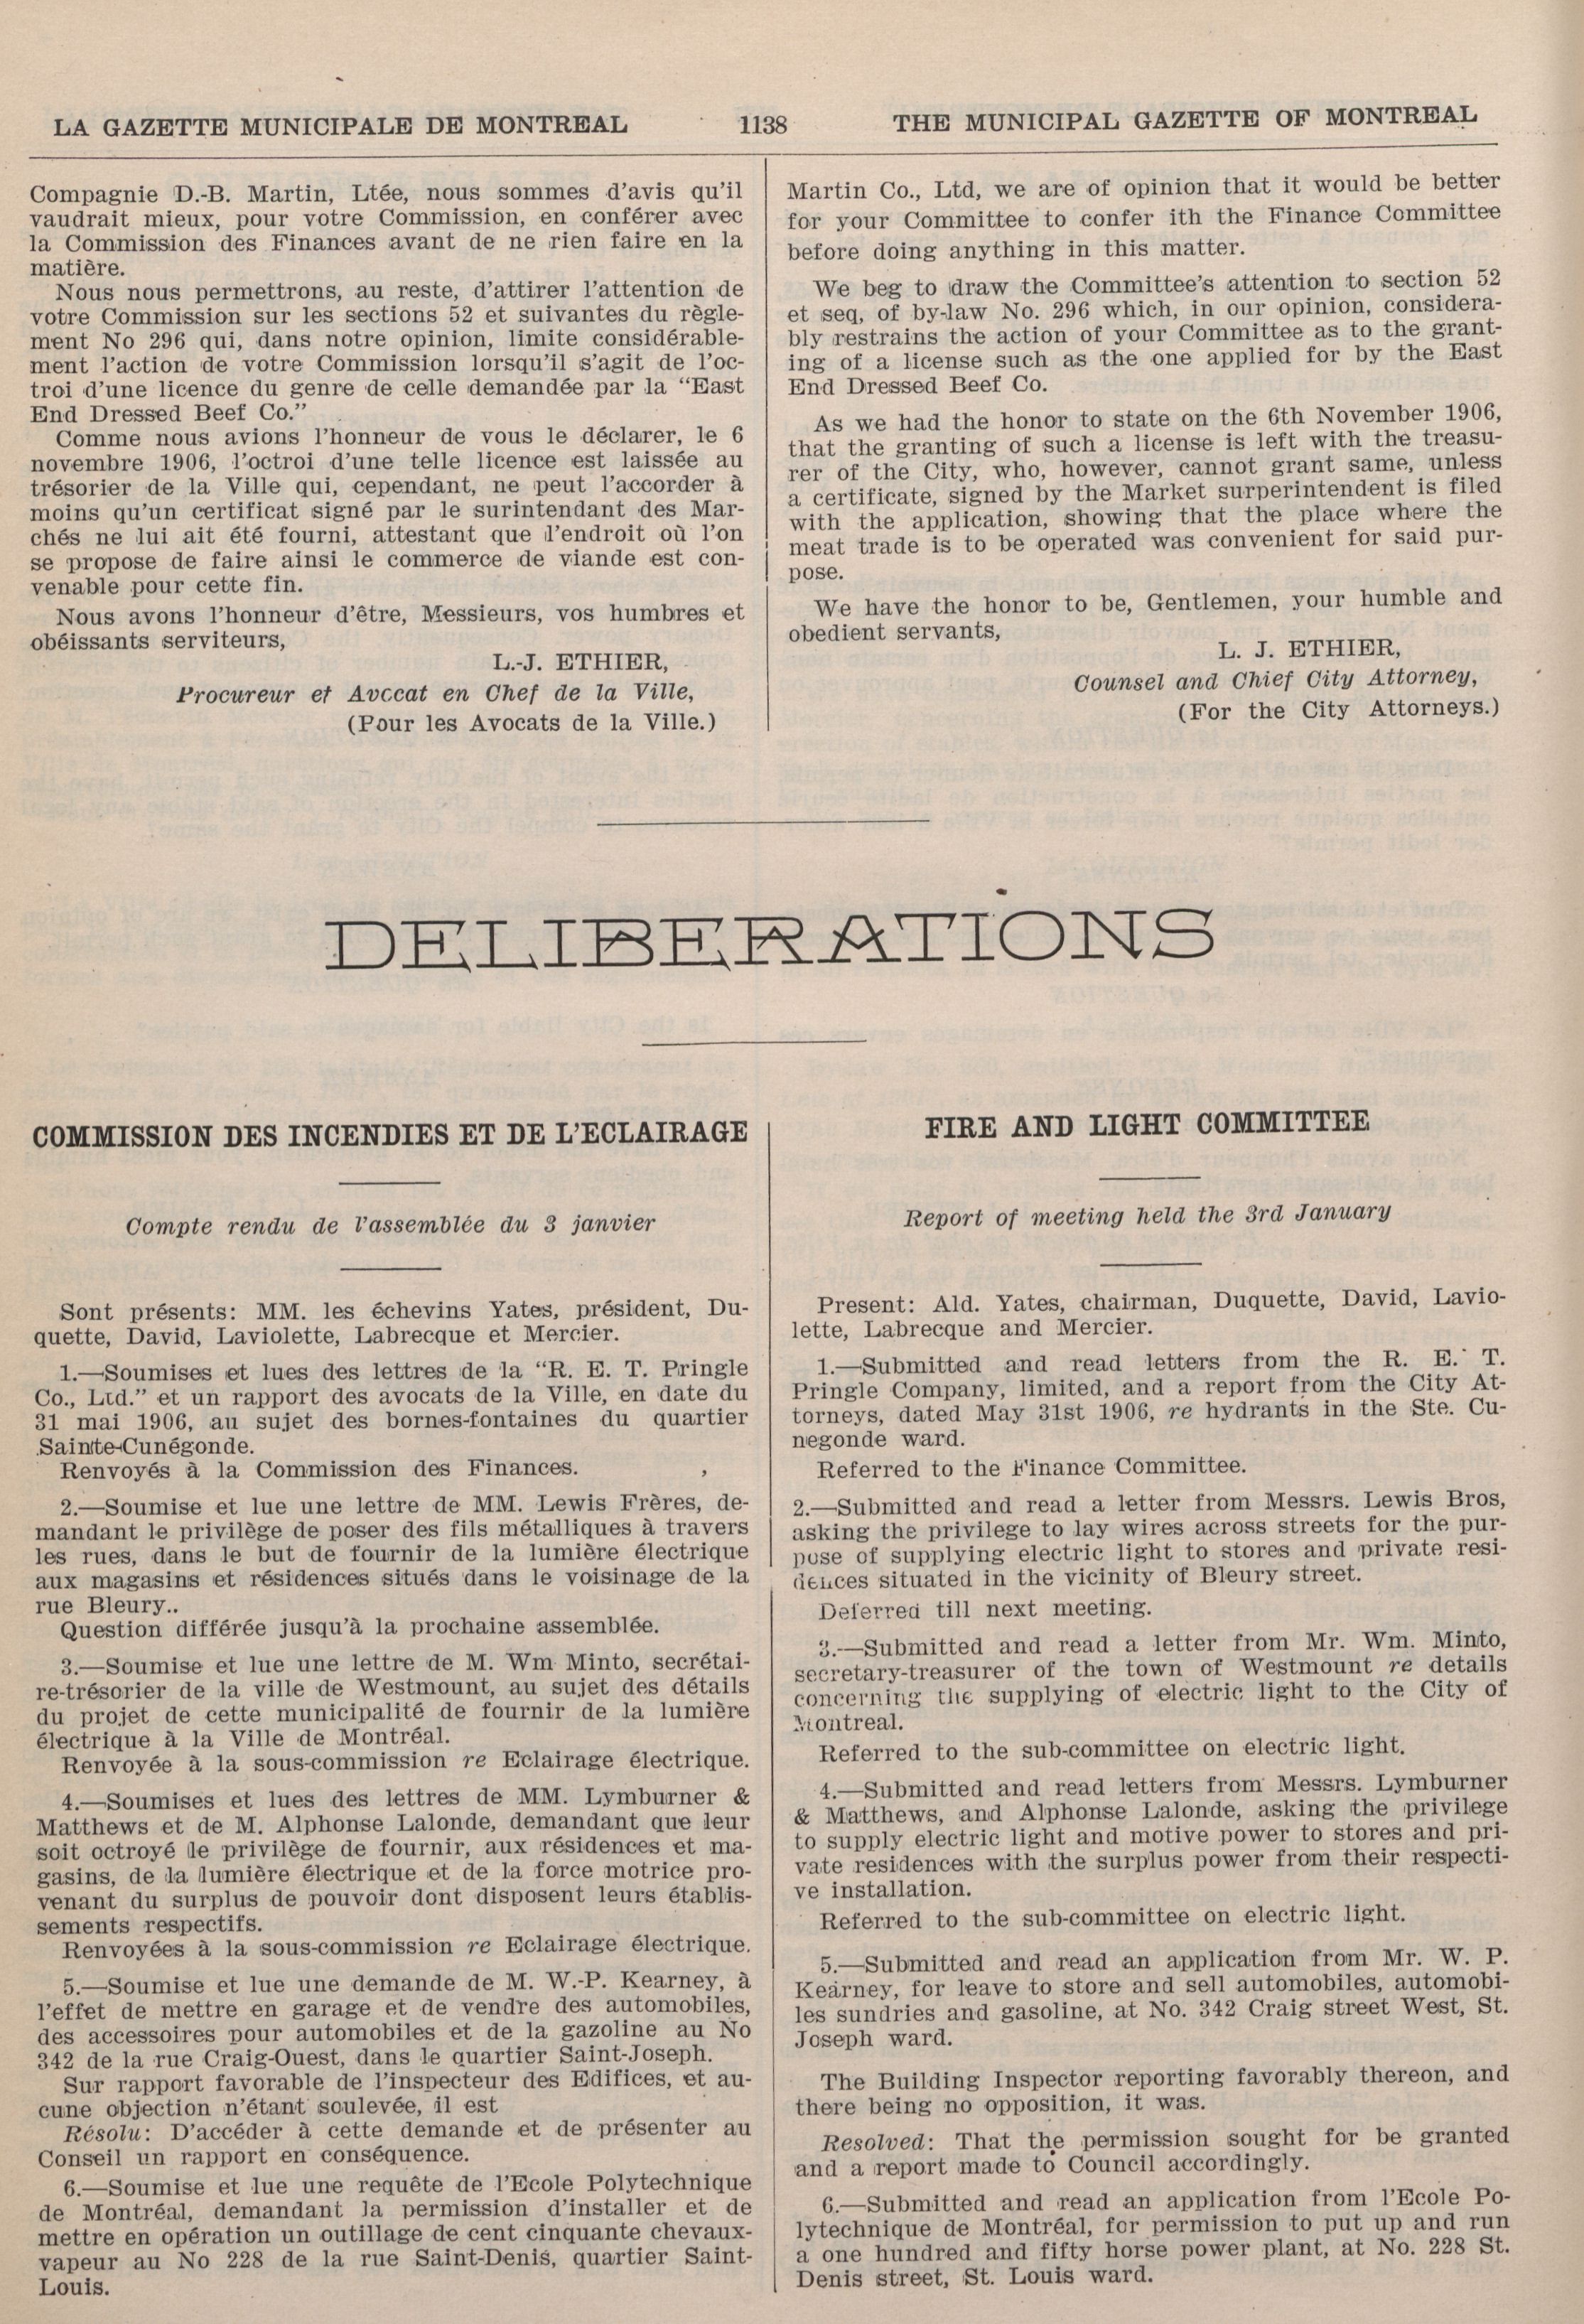 LA GAZETTE MUNICIPALE DE MONTREAL 1138 THE MUNICIPAL GAZETTE OF MONTREAL
Compagnie D.-B. Martin, Ltée, nous sommes d'avis qu'il
vaudrait mieux, pour votre Commission, en conférer avec
la Commission des Finances avant de ne rien faire en la
matière.
Nous nous permettrons, au reste, d'attirer l'attention de
votre Commission sur les sections 52 et suivantes du règle-
ment No 296 qui, dans notre opinion, limite considérable-
ment l'action de votre Commission lorsqu'il s'agit de l'oc-
troi d'une licence du genre de celle demandée par la "East
End Dressed Beef Co."
Comme nous avions l'honneur de vous le déclarer, le 6
novembre 1906, l'octroi d'une telle licence est laissée au
trésorier de la Ville qui, cependant, ne peut l'accorder à
moins qu'un certificat signé par le surintendant des Mar-
chés ne lui ait été fourni, attestant que l'endroit où l'on
se propose de faire ainsi le commerce de viande est con-
venable pour cette fin.
Nous avons l'honneur d'être, Messieurs, vos humbres et
obéissants serviteurs,
L.-J. ETHIER,
Procureur et Avccat en Chef de la Ville,
(Pour les Avocats de la Ville.)
Martin Co., Ltd, we are of opinion that it would be better
for your Committee to confer ith the Finance Committee
before doing anything in this matter.
We beg to draw the Committee's attention to section 52
et seq, of by-law No. 296 which, in our opinion, considera-
bly restrains the action of your Committee as to the grant-
ing of a license such as the one applied for by the East
End Dressed Beef Co.
As we had the honor to state on the 6th November 1906,
that the granting of such a license is left with the treasu-
rer of the City, who, however, cannot grant same, unless
a certificate, signed by the Market surperintendent is filed
with the application, showing that the place where the
meat trade is to be operated was convenient for said pur-
pose.
We have the honor to be, Gentlemen, your humble and
obedient servants,
L. J. ETHIER,
Counsel and Chief City Attorney,
(For the City Attorneys.)
DELIBERATIONS
COMMISSION DES INCENDIES ET DE L'ECLAIRAGE
Compte rendu de l'assemblée du 3 janvier
Sont présents: MM. les échevins Yates, président, Du-
quette, David, Laviolette, Labrecque et Mercier.
1.—Soumises et lues des lettres de la "R. E. T. Pringle
Co., Ltd." et un rapport des avocats de la Ville, en date du
31 mai 1906, au sujet des bornes-fontaines du quartier
Sainte-Cunégonde.
Renvoyés à la Commission des Finances.
2.—Soumise et lue une lettre de MM. Lewis Frères, de-
mandant le privilège de poser des fils métalliques à travers
les rues, dans le but de fournir de la lumière électrique
aux magasins et résidences situés dans le voisinage de la
rue Bleury..
Question différée jusqu'à la prochaine assemblée.
3.—Soumise et lue une lettre de M. Wm Minto, secrétai-
re-trésorier de la ville de Westmount, au sujet des détails
du projet de cette municipalité de fournir de la lumière
électrique à la Ville de Montréal.
Renvoyée à la sous-commission re Eclairage électrique.
4.—Soumises et lues des lettres de MM. Lymburner &
Matthews et de M. Alphonse Lalonde, demandant que leur
soit octroyé le privilège de fournir, aux résidences et ma-
gasins, de la lumière électrique et de la force motrice pro-
venant du surplus de pouvoir dont disposent leurs établis-
sements respectifs.
Renvoyées à la sous-commission re Eclairage électrique.
5.—Soumise et lue une demande de M. W.-P. Kearney, à
l'effet de mettre en garage et de vendre des automobiles,
des accessoires pour automobiles et de la gazoline au No
342 de la rue Craig-Ouest, dans le quartier Saint-Joseph.
Sur rapport favorable de l'inspecteur des Edifices, et au-
cune objection n'étant soulevée, il est
Résolu: D'accéder à cette demande et de présenter au
Conseil un rapport en conséquence.
6.—Soumise et lue une requête de l'Ecole Polytechnique
de Montréal, demandant la permission d'installer et de
mettre en opération un outillage de cent cinquante chevaux-
vapeur au No 228 de la rue Saint-Denis, quartier Saint-
Louis.
FIRE AND LIGHT COMMITTEE
Report of meeting held the 3rd January
Present: Ald. Yates, chairman, Duquette, David, Lavio-
lette, Labrecque and Mercier.
1.—Submitted and read letters from the R. E. T.
Pringle Company, limited, and a report from the City At-
torneys, dated May 31st 1906, re hydrants in the Ste. Cu-
negonde ward.
Referred to the Finance Committee.
2.—Submitted and read a letter from Messrs. Lewis Bros,
asking the privilege to lay wires across streets for the pur-
pose of supplying electric light to stores and private resi-
dences situated in the vicinity of Bleury street.
Deferred till next meeting.
3.—Submitted and read a letter from Mr. Wm. Minto,
secretary-treasurer of the town of Westmount re details
concerning the supplying of electric light to the City of
Montreal.
Referred to the sub-committee on electric light.
4.—Submitted and read letters from Messrs. Lymburner
& Matthews, and Alphonse Lalonde, asking the privilege
to supply electric light and motive power to stores and pri-
vate residences with the surplus power from their respecti-
ve installation.
Referred to the sub-committee on electric light.
5.—Submitted and read an application from Mr. W. P.
Kearney, for leave to store and sell automobiles, automobi-
les sundries and gasoline, at No. 342 Craig street West, St.
Joseph ward.
The Building Inspector reporting favorably thereon, and
there being no opposition, it was.
Resolved: That the permission sought for be granted
and a report made to Council accordingly.
6.—Submitted and read an application from l'Ecole Po-
lytechnique de Montréal, for permission to put up and run
a one hundred and fifty horse power plant, at No. 228 St.
Denis street, St. Louis ward.